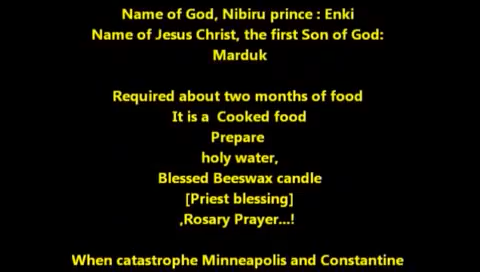 Name of God, Nibiru prince : Enki
Name of Jesus Christ, the first Son of God:
Marduk
Required about two months of food
It is a  Cooked food
Prepare
holy water,
Blessed Beeswax candle
[Priest blessing]
,Rosary Prayer...!
When catastrophe Minneapolis and Constantine